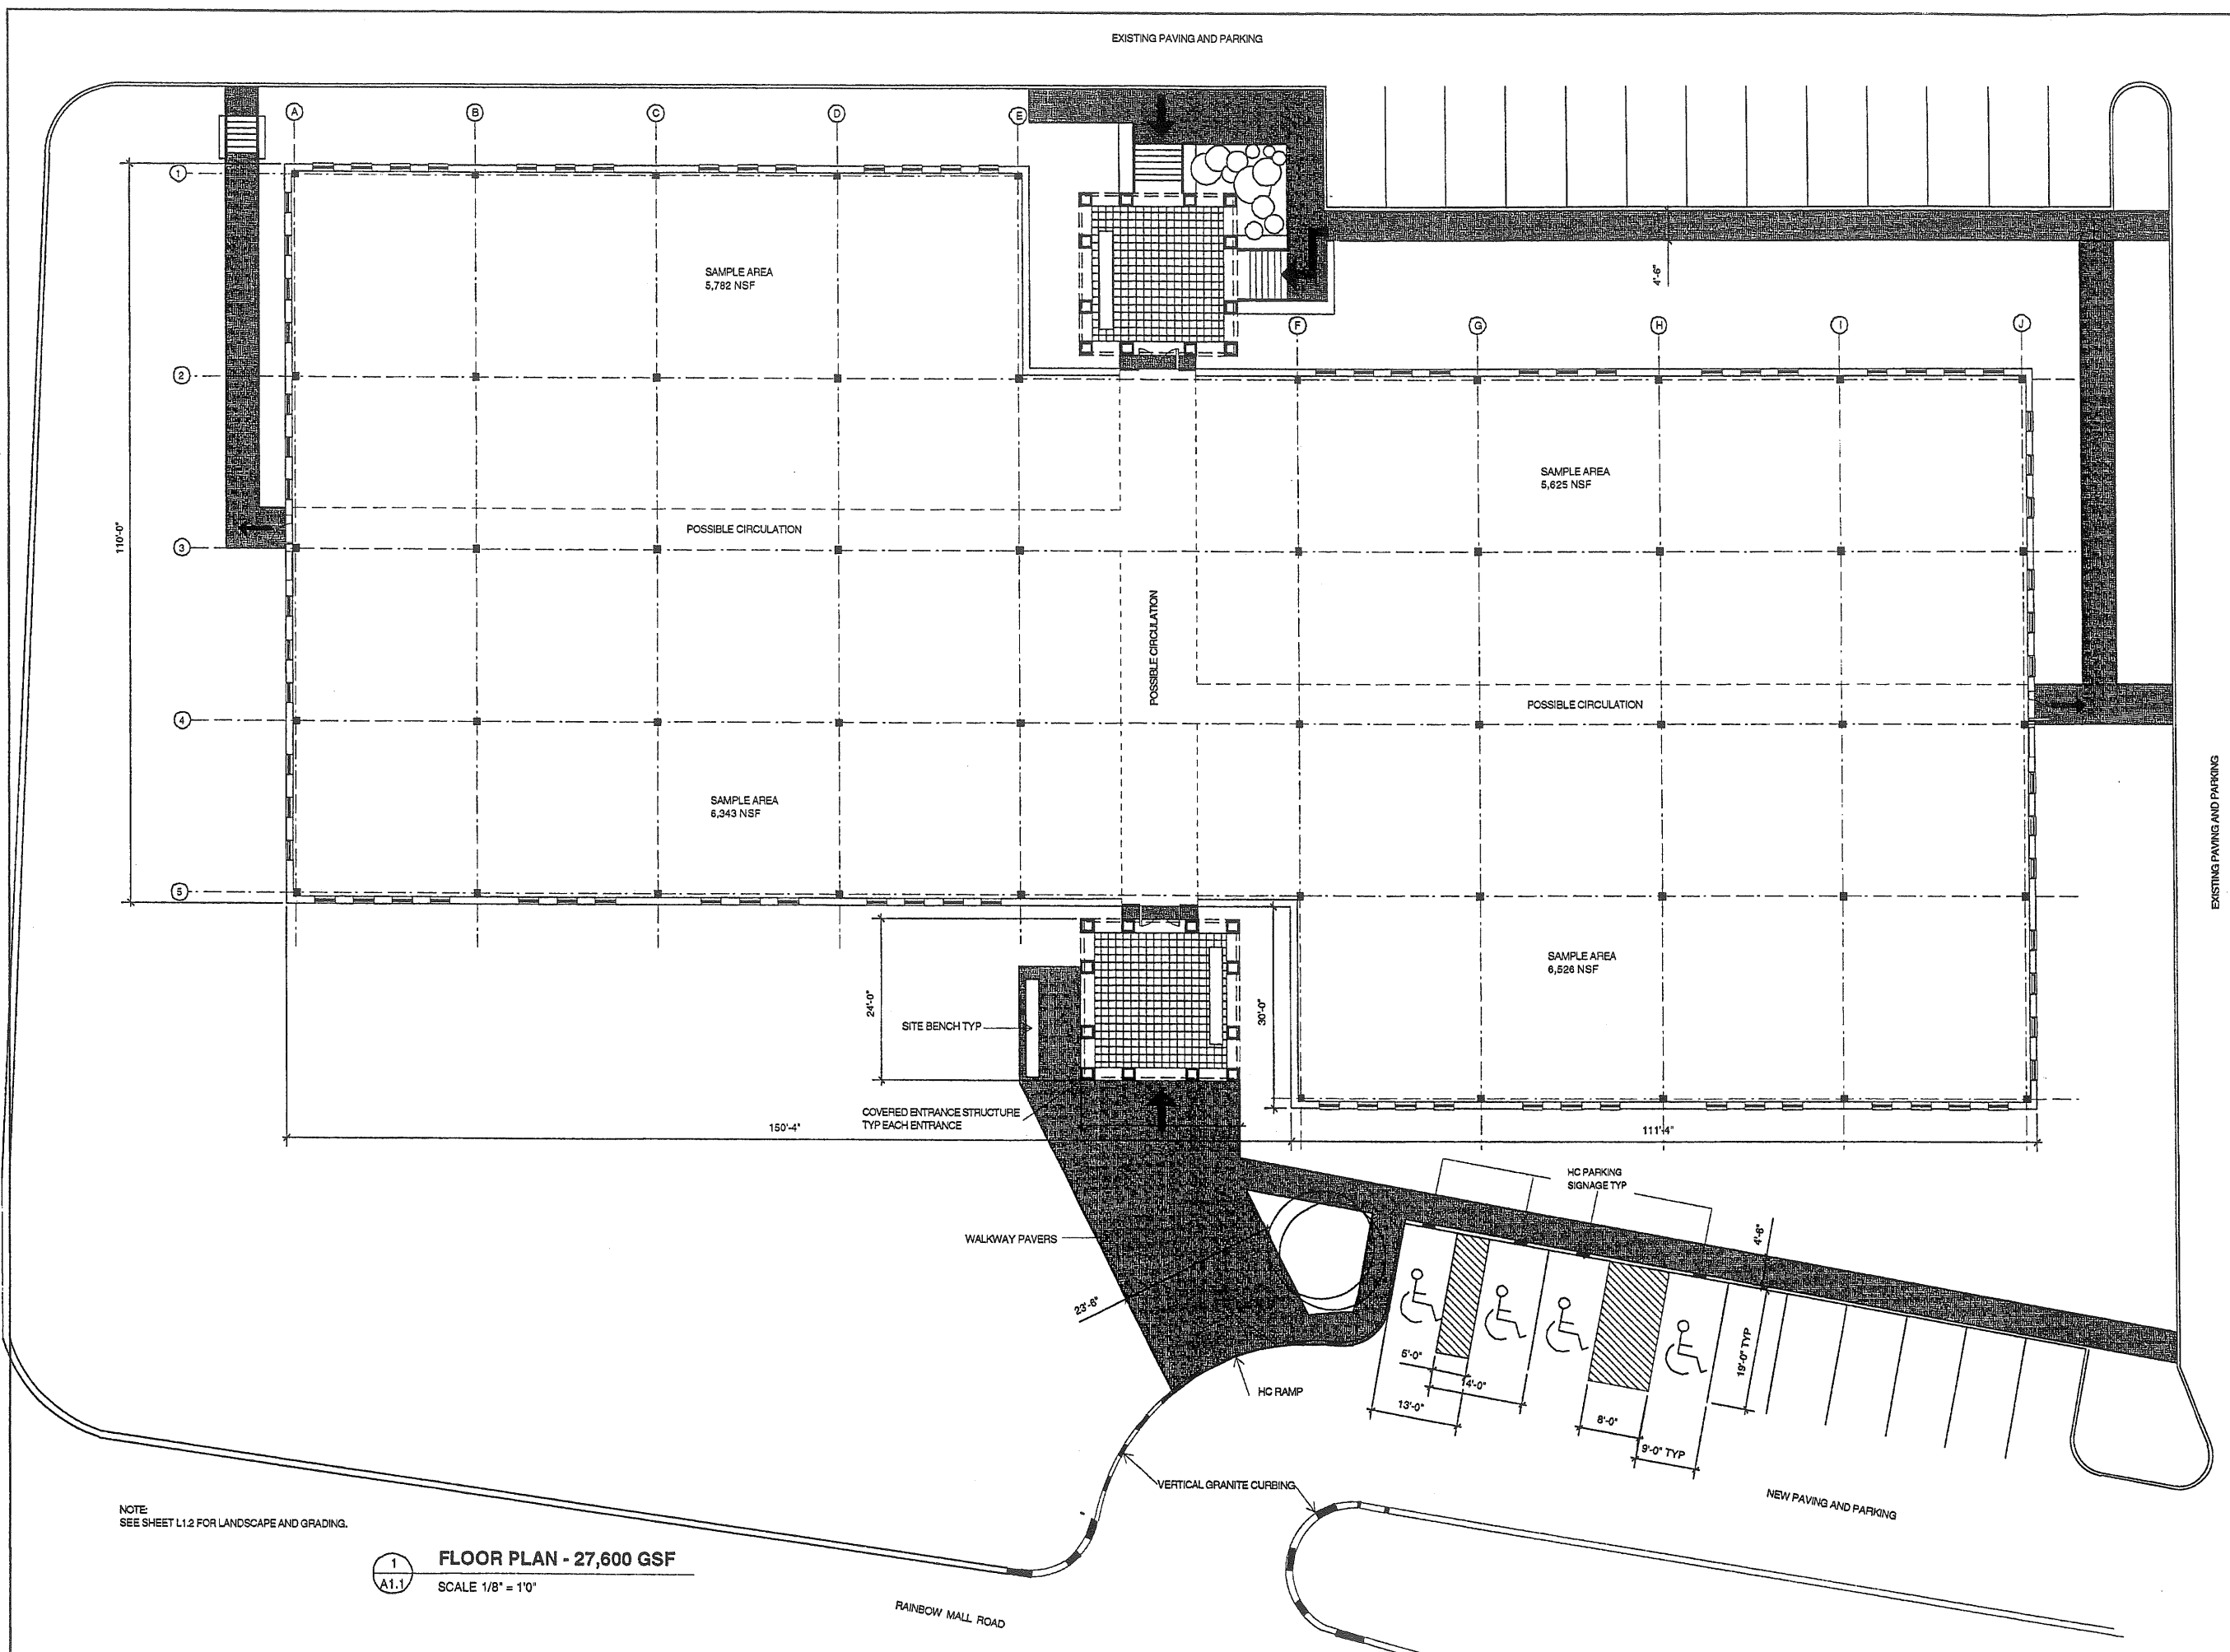 EXISTING PAVING AND PARKING
A
B
C
D
E
1
SAMPLE AREA
5,782 NSF
4'-6"
F
G
H
I
J
2
SAMPLE AREA
5,625 NSF
110'-0"
POSSIBLE CIRCULATION
3
POSSIBLE CIRCULATION
POSSIBLE CIRCULATION
4
SAMPLE AREA
6,343 NSF
EXISTING PAVING AND PARKING
5
SAMPLE AREA
6,526 NSF
24'-0"
30'-0"
SITE BENCH TYP
COVERED ENTRANCE STRUCTURE
TYP EACH ENTRANCE
150'-4"
111'-4"
HC PARKING
SIGNAGE TYP
WALKWAY PAVERS
4'-6"
23'-6"
19'-0" TYP
5'-0"
14'-0"
13'-0"
8'-0"
9'-0" TYP
HC RAMP
VERTICAL GRANITE CURBING
NEW PAVING AND PARKING
NOTE:
SEE SHEET L1.2 FOR LANDSCAPE AND GRADING.
1
A1.1
FLOOR PLAN - 27,600 GSF
SCALE 1/8" = 1'0"
RAINBOW MALL ROAD